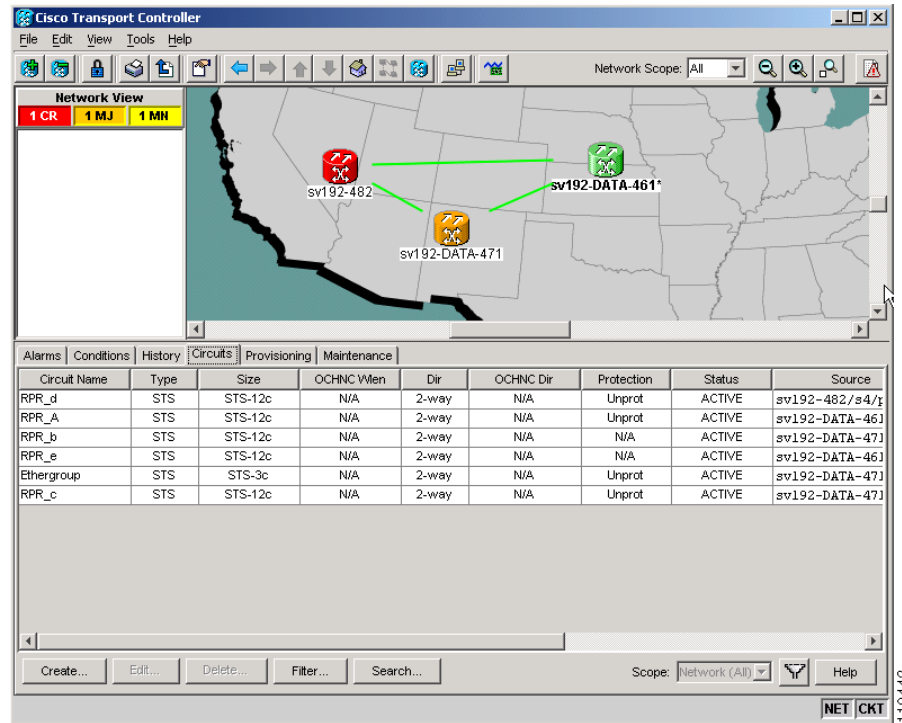 Cisco Transport Controller
File Edit View Tools Help
Network Scope: All
Network View
1 CR 1 MJ 1 MN
sv192-482
sv192-DATA-461*
sv192-DATA-471
Alarms Conditions History Circuits Provisioning Maintenance
Circuit Name Type Size OCHNC Wlen Dir OCHNC Dir Protection Status Source
RPR_d STS STS-12c N/A 2-way N/A Unprot ACTIVE sv192-482/s4/p
RPR_A STS STS-12c N/A 2-way N/A Unprot ACTIVE sv192-DATA-461
RPR_b STS STS-12c N/A 2-way N/A N/A ACTIVE sv192-DATA-471
RPR_e STS STS-12c N/A 2-way N/A N/A ACTIVE sv192-DATA-461
Ethergroup STS STS-3c N/A 2-way N/A Unprot ACTIVE sv192-DATA-471
RPR_c STS STS-12c N/A 2-way N/A Unprot ACTIVE sv192-DATA-471
Create... Edit... Delete... Filter... Search... Scope: Network (All) Help
NET CKT